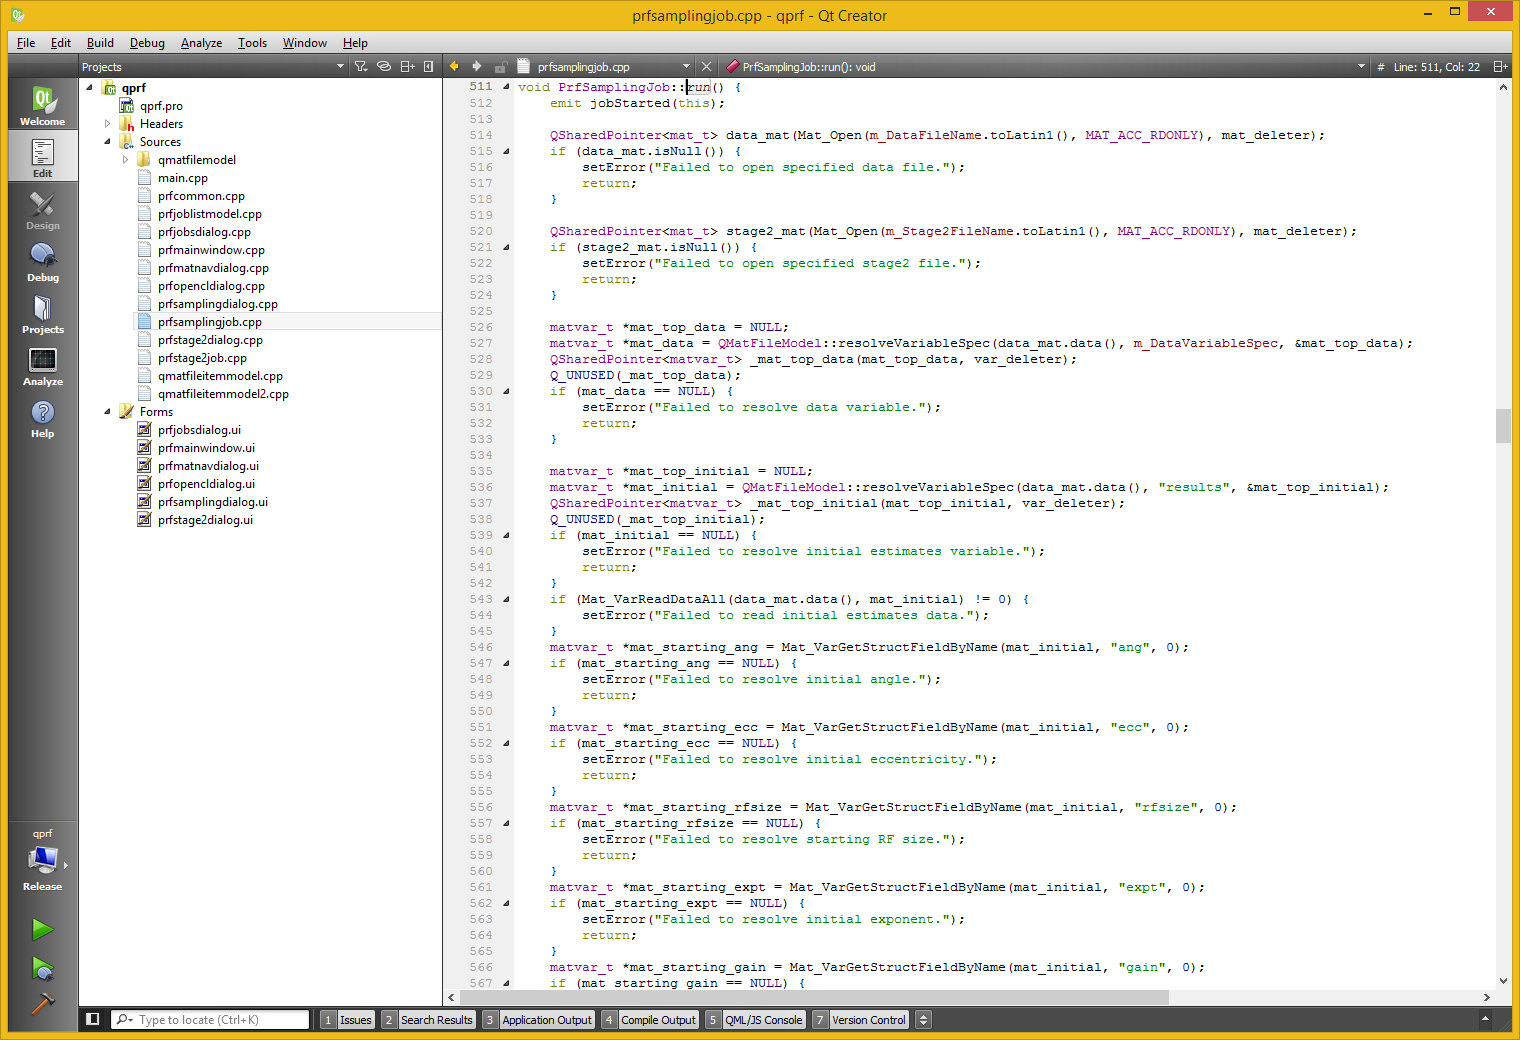 prfsamplingjob.cpp - qprf - Qt Creator
File Edit Build Debug Analyze Tools Window Help
Projects
prfsamplingjob.cpp
PrfSamplingJob::run(): void
# Line: 511, Col: 22
Welcome
Edit
Design
Debug
Projects
Analyze
Help
qprf
Release
qprf
qprf.pro
Headers
Sources
qmatfilemodel
main.cpp
prfcommon.cpp
prfjoblistmodel.cpp
prfjobsdialog.cpp
prfmainwindow.cpp
prfmatnavdialog.cpp
prfopencldialog.cpp
prfsamplingdialog.cpp
prfsamplingjob.cpp
prfstage2dialog.cpp
prfstage2job.cpp
qmatfileitemmodel.cpp
qmatfileitemmodel2.cpp
Forms
prfjobsdialog.ui
prfmainwindow.ui
prfmatnavdialog.ui
prfopencldialog.ui
prfsamplingdialog.ui
prfstage2dialog.ui
511 void PrfSamplingJob::run() {
512     emit jobStarted(this);
513
514     QSharedPointer<mat_t> data_mat(Mat_Open(m_DataFileName.toLatin1(), MAT_ACC_RDONLY), mat_deleter);
515     if (data_mat.isNull()) {
516         setError("Failed to open specified data file.");
517         return;
518     }
519
520     QSharedPointer<mat_t> stage2_mat(Mat_Open(m_Stage2FileName.toLatin1(), MAT_ACC_RDONLY), mat_deleter);
521     if (stage2_mat.isNull()) {
522         setError("Failed to open specified stage2 file.");
523         return;
524     }
525
526     matvar_t *mat_top_data = NULL;
527     matvar_t *mat_data = QMatFileModel::resolveVariableSpec(data_mat.data(), m_DataVariableSpec, &mat_top_data);
528     QSharedPointer<matvar_t> _mat_top_data(mat_top_data, var_deleter);
529     Q_UNUSED(_mat_top_data);
530     if (mat_data == NULL) {
531         setError("Failed to resolve data variable.");
532         return;
533     }
534
535     matvar_t *mat_top_initial = NULL;
536     matvar_t *mat_initial = QMatFileModel::resolveVariableSpec(data_mat.data(), "results", &mat_top_initial);
537     QSharedPointer<matvar_t> _mat_top_initial(mat_top_initial, var_deleter);
538     Q_UNUSED(_mat_top_initial);
539     if (mat_initial == NULL) {
540         setError("Failed to resolve initial estimates variable.");
541         return;
542     }
543     if (Mat_VarReadDataAll(data_mat.data(), mat_initial) != 0) {
544         setError("Failed to read initial estimates data.");
545     }
546     matvar_t *mat_starting_ang = Mat_VarGetStructFieldByName(mat_initial, "ang", 0);
547     if (mat_starting_ang == NULL) {
548         setError("Failed to resolve initial angle.");
549         return;
550     }
551     matvar_t *mat_starting_ecc = Mat_VarGetStructFieldByName(mat_initial, "ecc", 0);
552     if (mat_starting_ecc == NULL) {
553         setError("Failed to resolve initial eccentricity.");
554         return;
555     }
556     matvar_t *mat_starting_rfsize = Mat_VarGetStructFieldByName(mat_initial, "rfsize", 0);
557     if (mat_starting_rfsize == NULL) {
558         setError("Failed to resolve starting RF size.");
559         return;
560     }
561     matvar_t *mat_starting_expt = Mat_VarGetStructFieldByName(mat_initial, "expt", 0);
562     if (mat_starting_expt == NULL) {
563         setError("Failed to resolve initial exponent.");
564         return;
565     }
566     matvar_t *mat_starting_gain = Mat_VarGetStructFieldByName(mat_initial, "gain", 0);
567     if (mat_starting_gain == NULL) {
Type to locate (Ctrl+K)
1 Issues 2 Search Results 3 Application Output 4 Compile Output 5 QML/JS Console 7 Version Control